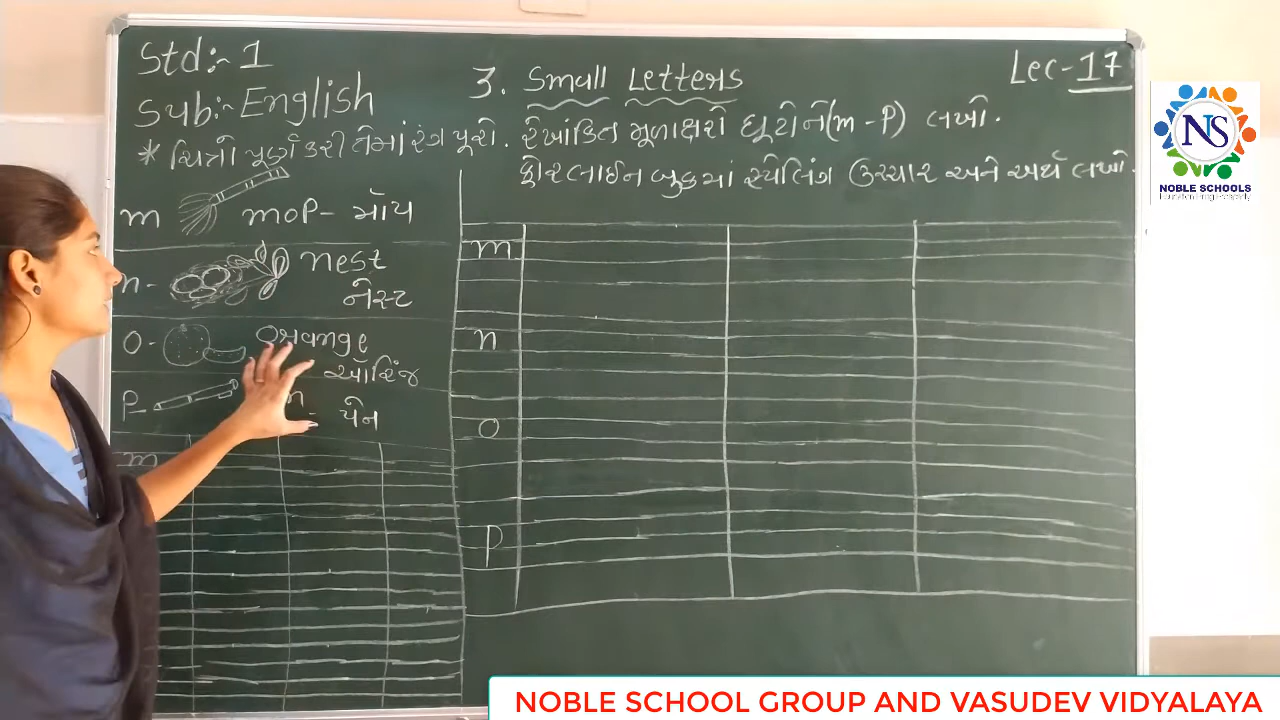 Std:- 1
Sub:- English
3. Small Letters
Lec-17
* ચિત્રો પૂર્ણ કરી તેમાં રંગ પૂરો. રેખાંકિત મૂળાક્ષરો ઘૂટોને (m - p) લખો.
ફોરલાઈન બુકમાં સ્પેલિંગ ઉચ્ચાર અને અર્થ લખો.
m mop - મૉપ
n - nest
નેસ્ટ
o - orange
ઑરિંજ
p - n - પેન
m
m
n
o
p
NS
NOBLE SCHOOLS
NOBLE SCHOOL GROUP AND VASUDEV VIDYALAYA